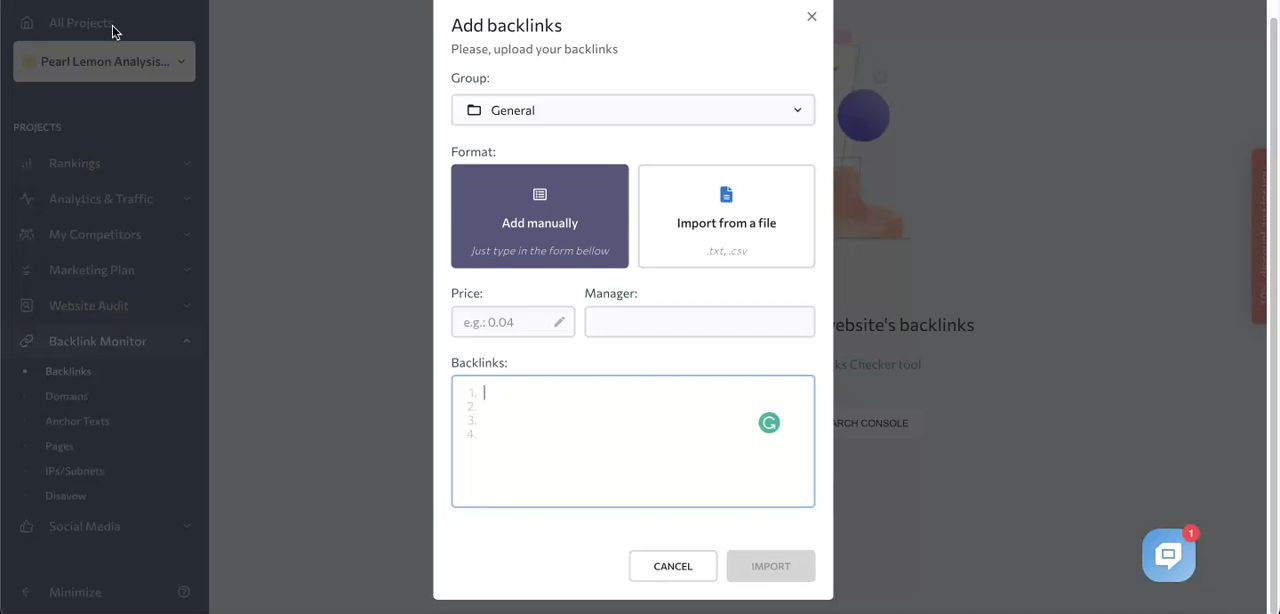 All Projects
Pearl Lemon Analysis...
PROJECTS
Rankings
Analytics & Traffic
My Competitors
Marketing Plan
Website Audit
Backlink Monitor
Backlinks
Domains
Anchor Texts
Pages
IPs/Subnets
Disavow
Social Media
Minimize
Add backlinks
Please, upload your backlinks
Group:
General
Format:
Add manually
Just type in the form bellow
Import from a file
.txt, .csv
Price:
Manager:
e.g.: 0.04
Backlinks:
1.
2.
3.
4.
CANCEL
IMPORT
website's backlinks
Checker tool
CONSOLE
1